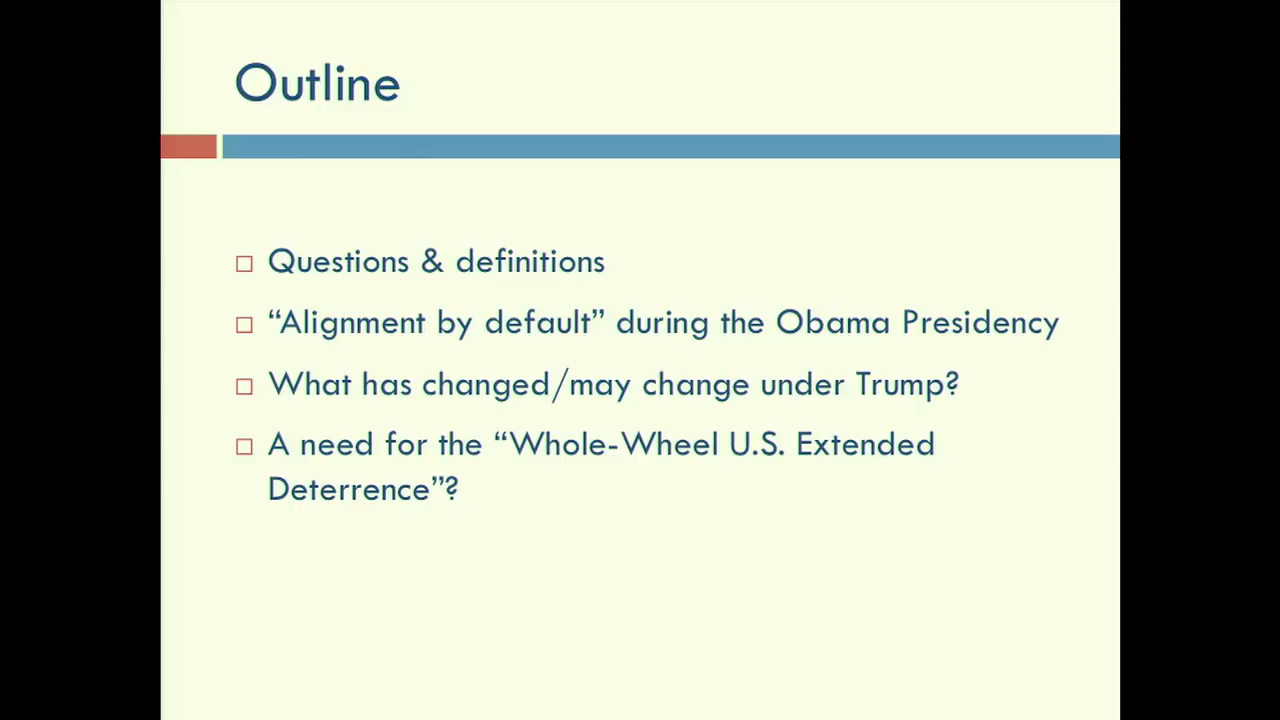 Outline
Questions & definitions
“Alignment by default” during the Obama Presidency
What has changed/may change under Trump?
A need for the “Whole-Wheel U.S. Extended
Deterrence”?